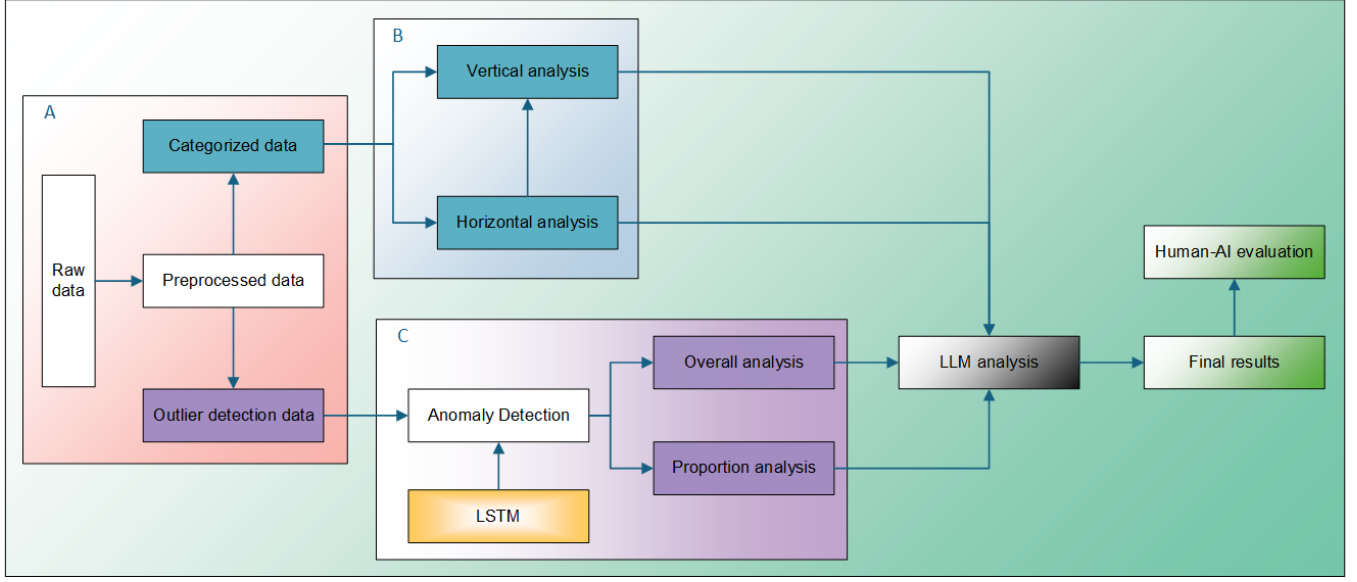 A
Raw
data
Categorized data
Preprocessed data
Outlier detection data
B
Vertical analysis
Horizontal analysis
C
Anomaly Detection
LSTM
Overall analysis
Proportion analysis
LLM analysis
Final results
Human-AI evaluation